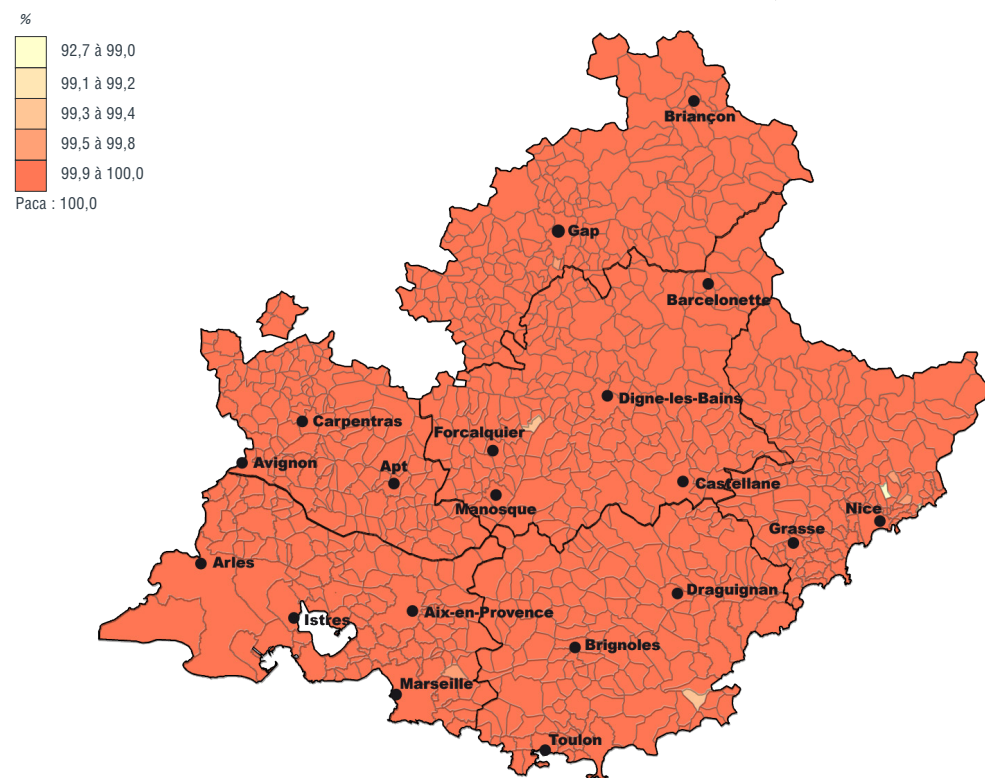 %
92,7 à 99,0
99,1 à 99,2
99,3 à 99,4
99,5 à 99,8
99,9 à 100,0
Paca : 100,0
Briançon
Gap
Barcelonette
Digne-les-Bains
Carpentras
Forcalquier
Avignon
Apt
Castellane
Manosque
Nice
Grasse
Arles
Draguignan
Istres
Aix-en-Provence
Brignoles
Marseille
Toulon